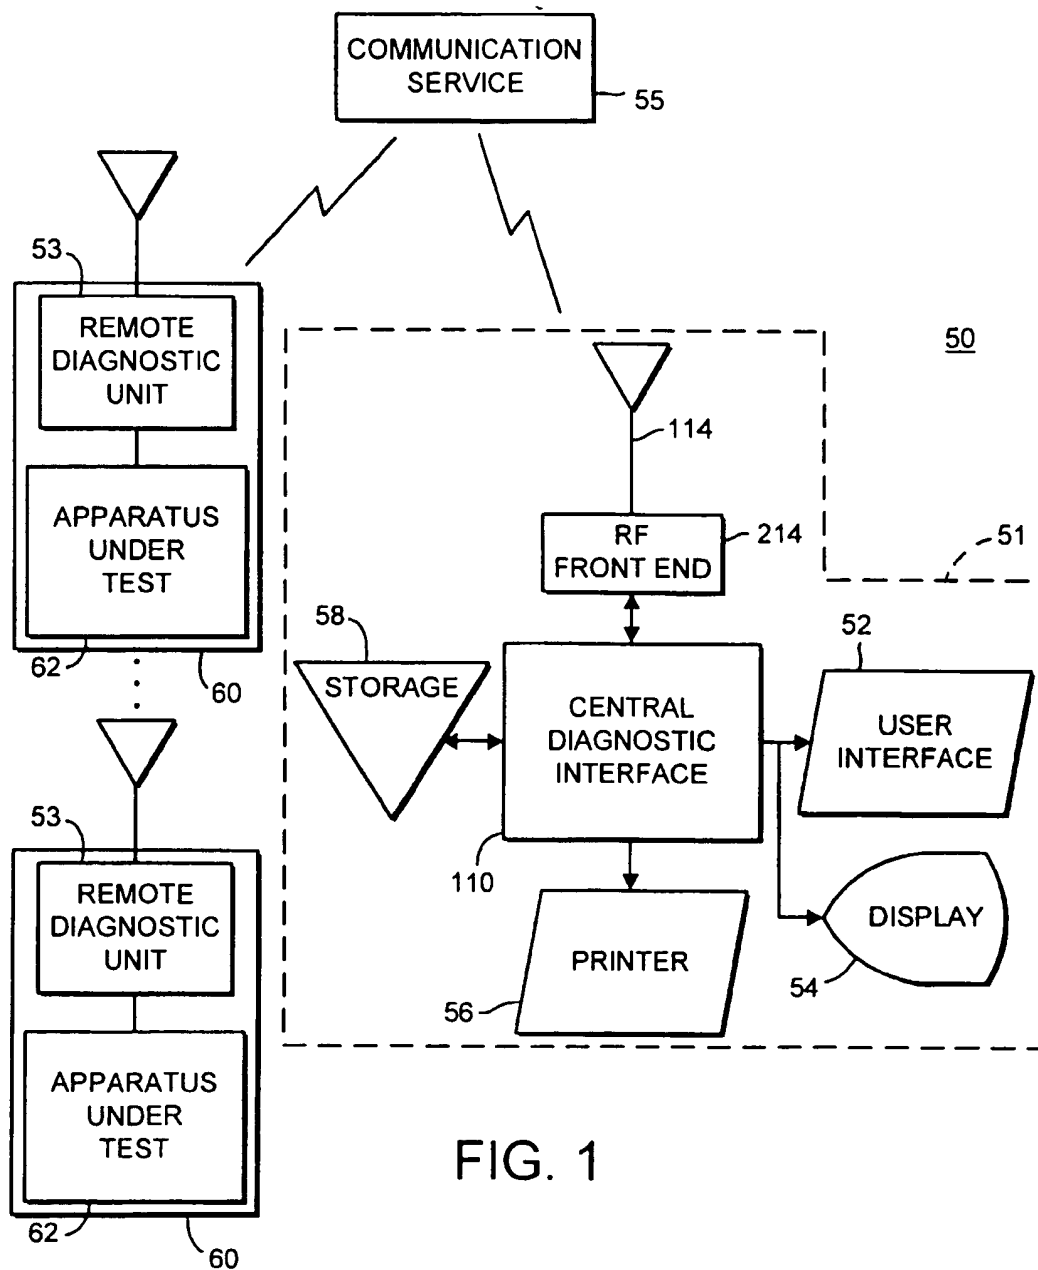 COMMUNICATION
SERVICE
55
53
REMOTE
DIAGNOSTIC
UNIT
APPARATUS
UNDER
TEST
62
60
50
114
RF
FRONT END
214
51
58
STORAGE
CENTRAL
DIAGNOSTIC
INTERFACE
110
52
USER
INTERFACE
DISPLAY
54
PRINTER
56
53
REMOTE
DIAGNOSTIC
UNIT
APPARATUS
UNDER
TEST
62
60
FIG. 1